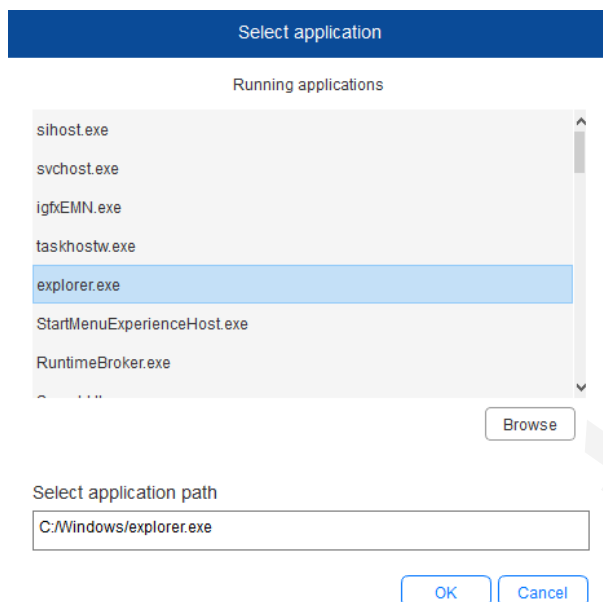 Select application
Running applications
sihost.exe
svchost.exe
igfxEMN.exe
taskhostw.exe
explorer.exe
StartMenuExperienceHost.exe
RuntimeBroker.exe
Browse
Select application path
C:/Windows/explorer.exe
OK
Cancel